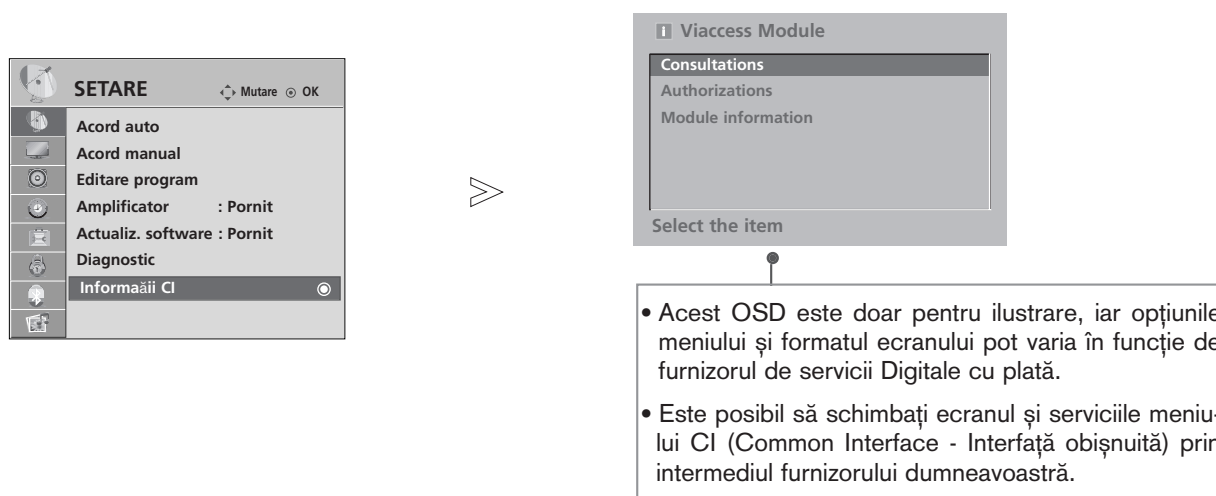 SETARE
Mutare
OK
Acord auto
Acord manual
Editare program
Amplificator : Pornit
Actualiz. software : Pornit
Diagnostic
Informaăii CI
Viaccess Module
Consultations
Authorizations
Module information
Select the item
• Acest OSD este doar pentru ilustrare, iar opțiunile
meniului și formatul ecranului pot varia în funcție de
furnizorul de servicii Digitale cu plată.
• Este posibil să schimbați ecranul și serviciile meniu-
lui CI (Common Interface - Interfață obișnuită) prin
intermediul furnizorului dumneavoastră.